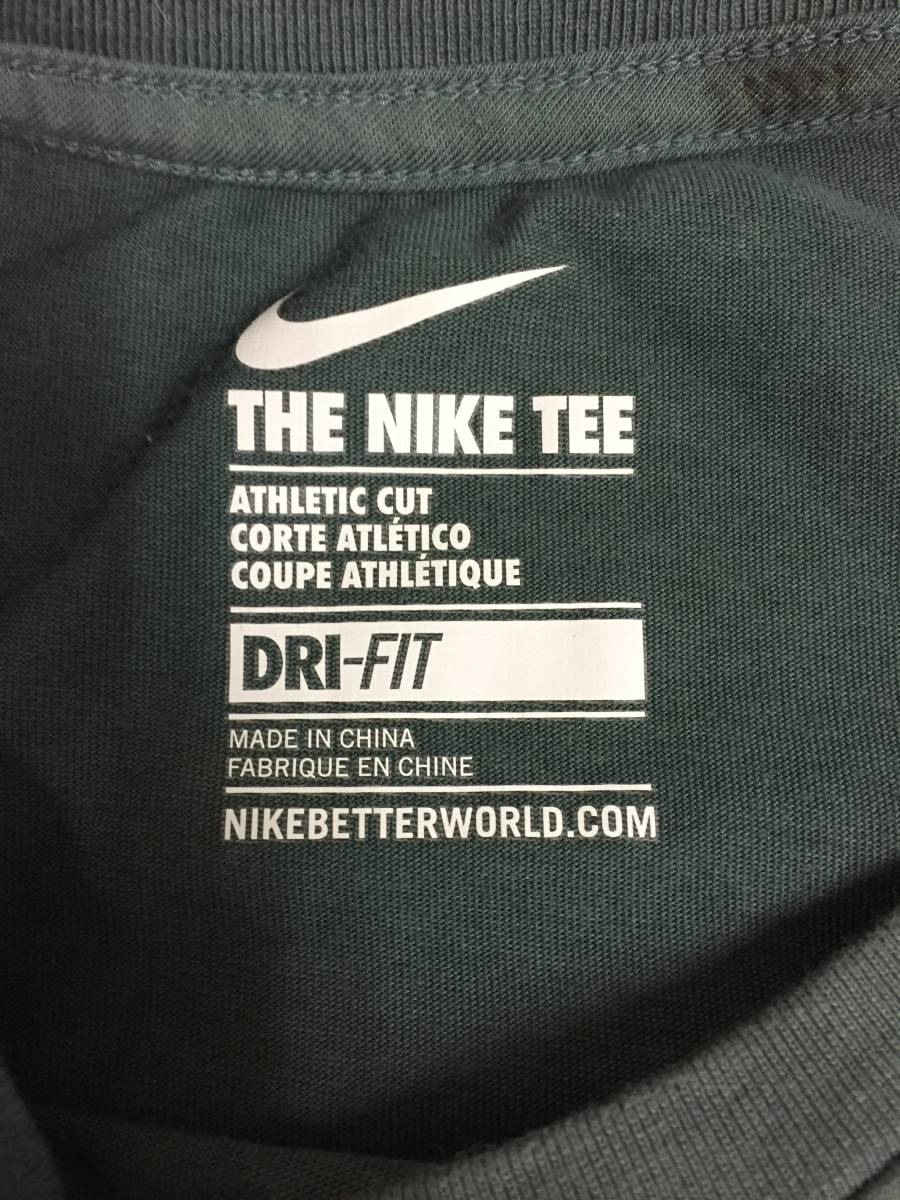 THE NIKE TEE
ATHLETIC CUT
CORTE ATLÉTICO
COUPE ATHLÉTIQUE
DRI-FIT
MADE IN CHINA
FABRIQUE EN CHINE
NIKEBETTERWORLD.COM